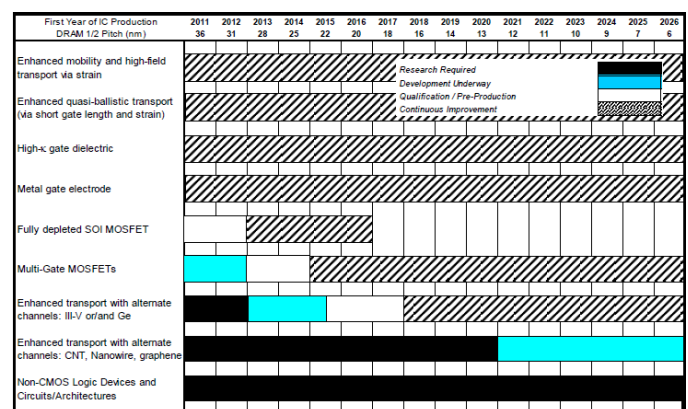 First Year of IC Production 2011 2012 2013 2014 2015 2016 2017 2018 2019 2020 2021 2022 2023 2024 2025 2026
DRAM 1/2 Pitch (nm) 36 31 28 25 22 20 18 16 14 13 12 11 10 9 7 6
Enhanced mobility and high-field
transport via strain
Research Required
Development Underway
Qualification / Pre-Production
Continuous Improvement
Enhanced quasi-ballistic transport
(via short gate length and strain)
High-κ gate dielectric
Metal gate electrode
Fully depleted SOI MOSFET
Multi-Gate MOSFETs
Enhanced transport with alternate
channels: III-V or/and Ge
Enhanced transport with alternate
channels: CNT, Nanowire, graphene
Non-CMOS Logic Devices and
Circuits/Architectures